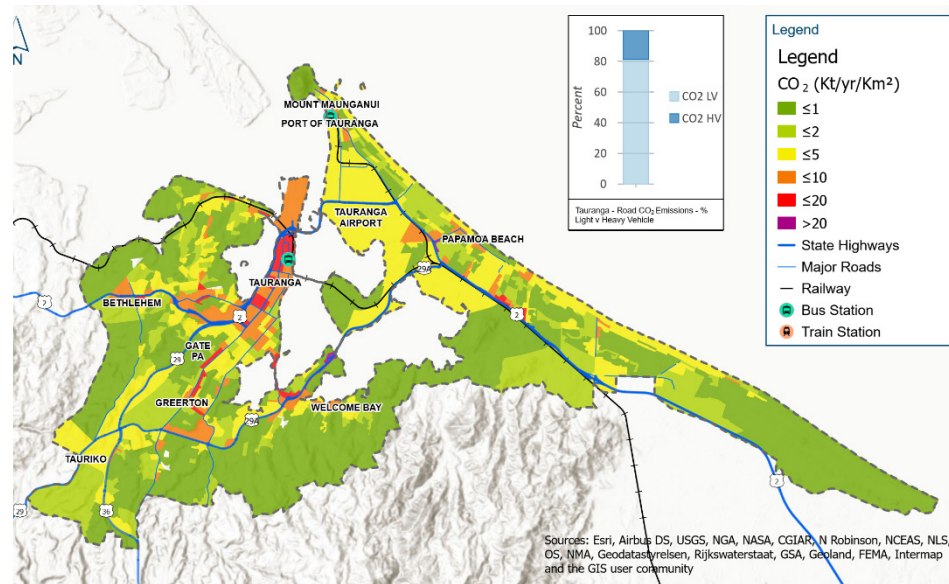 N
MOUNT MAUNGANUI
PORT OF TAURANGA
TAURANGA
AIRPORT
PAPAMOA BEACH
29A
TAURANGA
BETHLEHEM
2
2
2
GATE
PA
29
GREERTON
WELCOME BAY
29A
TAURIKO
29
36
2
100
80
60
40
20
0
Percent
CO2 LV
CO2 HV
Tauranga - Road CO₂ Emissions - %
Light v Heavy Vehicle
Legend
Legend
CO₂ (Kt/yr/Km²)
≤1
≤2
≤5
≤10
≤20
>20
State Highways
Major Roads
Railway
Bus Station
Train Station
Sources: Esri, Airbus DS, USGS, NGA, NASA, CGIAR, N Robinson, NCEAS, NLS,
OS, NMA, Geodatastyrelsen, Rijkswaterstaat, GSA, Geoland, FEMA, Intermap
and the GIS user community